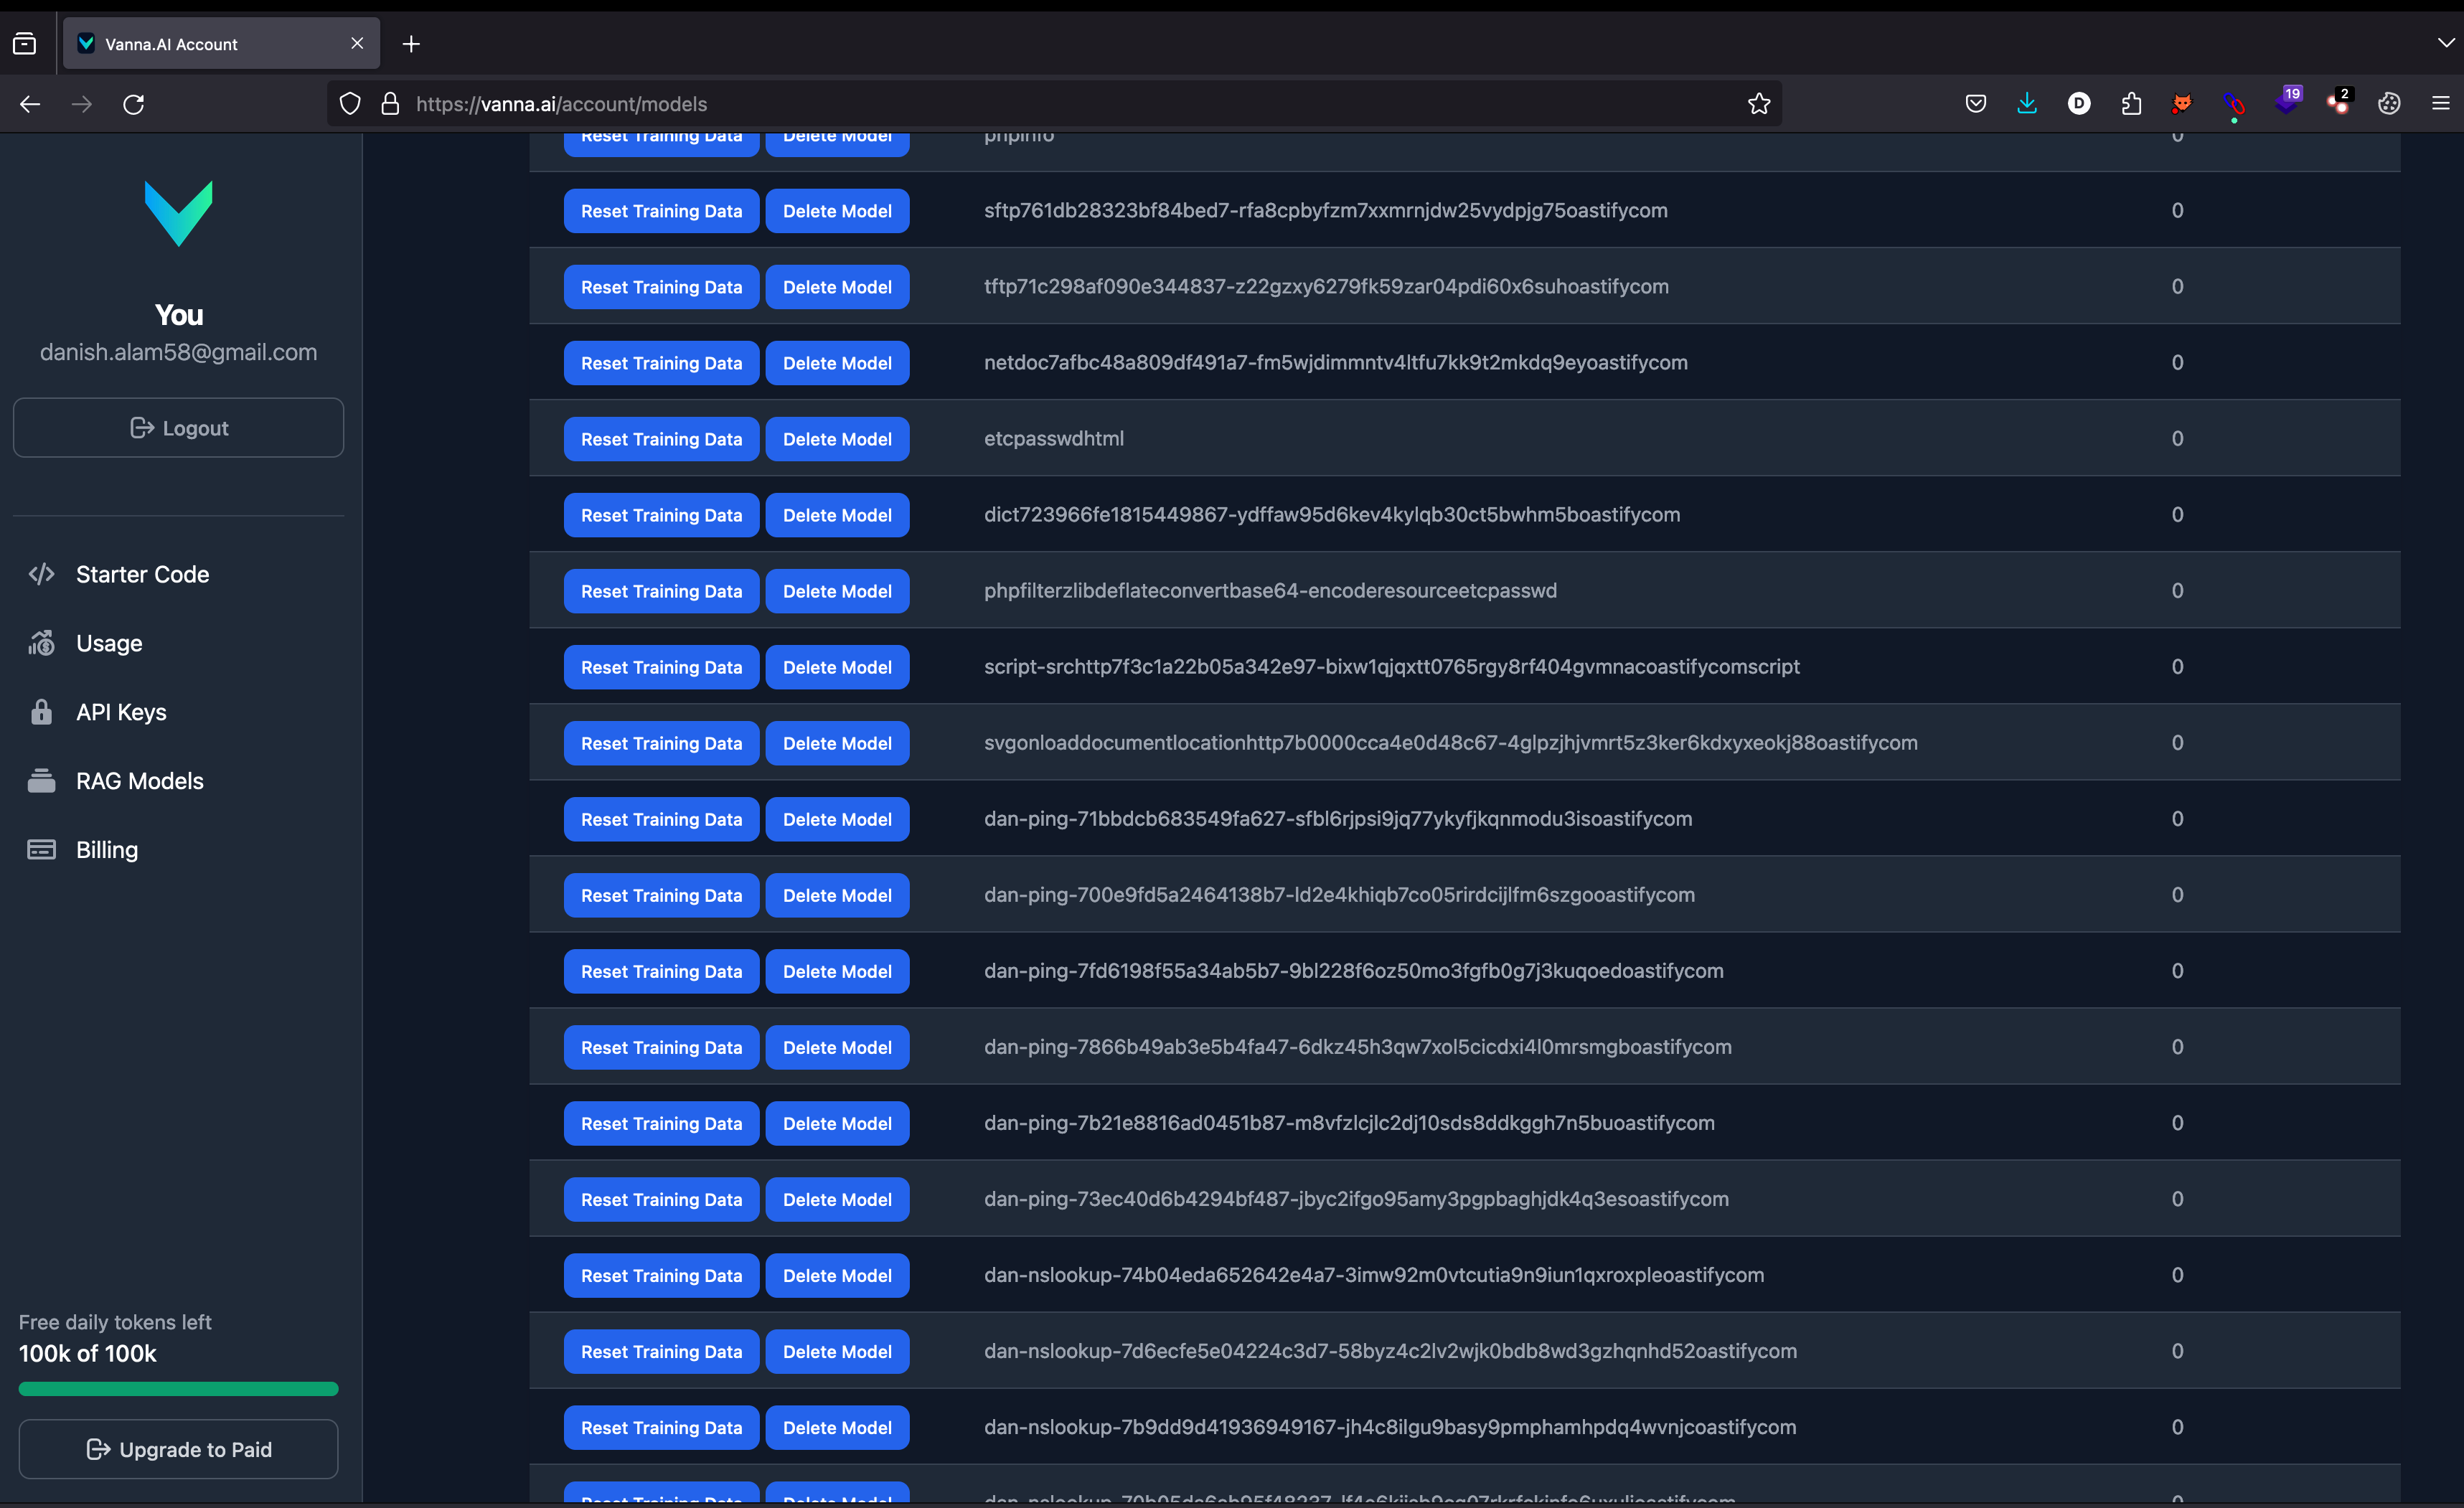 Vanna.AI Account
https://vanna.ai/account/models
D
19
2
You
danish.alam58@gmail.com
Logout
Starter Code
Usage
API Keys
RAG Models
Billing
Free daily tokens left
100k of 100k
Upgrade to Paid
Reset Training Data Delete Model phpinfo 0
Reset Training Data Delete Model sftp761db28323bf84bed7-rfa8cpbyfzm7xxmrnjdw25vydpjg75oastifycom 0
Reset Training Data Delete Model tftp71c298af090e344837-z22gzxy6279fk59zar04pdi60x6suhoastifycom 0
Reset Training Data Delete Model netdoc7afbc48a809df491a7-fm5wjdimmntv4ltfu7kk9t2mkdq9eyoastifycom 0
Reset Training Data Delete Model etcpasswdhtml 0
Reset Training Data Delete Model dict723966fe1815449867-ydffaw95d6kev4kylqb30ct5bwhm5boastifycom 0
Reset Training Data Delete Model phpfilterzlibdeflateconvertbase64-encoderesourceetcpasswd 0
Reset Training Data Delete Model script-srchttp7f3c1a22b05a342e97-bixw1qjqxtt0765rgy8rf404gvmnacoastifycomscript 0
Reset Training Data Delete Model svgonloaddocumentlocationhttp7b0000cca4e0d48c67-4glpzjhjvmrt5z3ker6kdxyxeokj88oastifycom 0
Reset Training Data Delete Model dan-ping-71bbdcb683549fa627-sfbl6rjpsi9jq77ykyfjkqnmodu3isoastifycom 0
Reset Training Data Delete Model dan-ping-700e9fd5a2464138b7-ld2e4khiqb7co05rirdcijlfm6szgooastifycom 0
Reset Training Data Delete Model dan-ping-7fd6198f55a34ab5b7-9bl228f6oz50mo3fgfb0g7j3kuqoedoastifycom 0
Reset Training Data Delete Model dan-ping-7866b49ab3e5b4fa47-6dkz45h3qw7xol5cicdxi4l0mrsmgboastifycom 0
Reset Training Data Delete Model dan-ping-7b21e8816ad0451b87-m8vfzlcjlc2dj10sds8ddkggh7n5buoastifycom 0
Reset Training Data Delete Model dan-ping-73ec40d6b4294bf487-jbyc2ifgo95amy3pgpbaghjdk4q3esoastifycom 0
Reset Training Data Delete Model dan-nslookup-74b04eda652642e4a7-3imw92m0vtcutia9n9iun1qxroxpleoastifycom 0
Reset Training Data Delete Model dan-nslookup-7d6ecfe5e04224c3d7-58byz4c2lv2wjk0bdb8wd3gzhqnhd52oastifycom 0
Reset Training Data Delete Model dan-nslookup-7b9dd9d41936949167-jh4c8ilgu9basy9pmphamhpdq4wvnjcoastifycom 0
Reset Training Data Delete Model